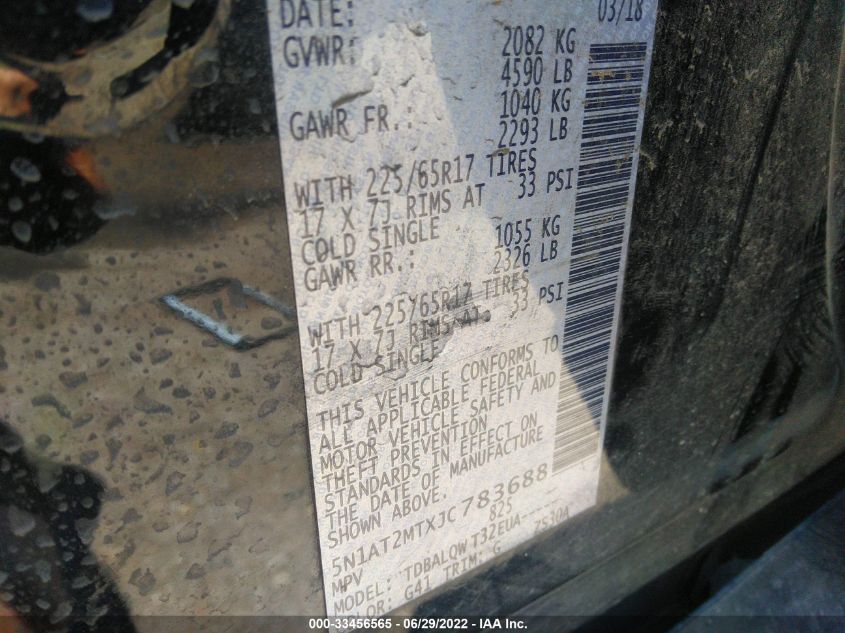 DATE: 03/18
GVWR: 2082 KG
4590 LB
GAWR FR.: 1040 KG
2293 LB
WITH 225/65R17 TIRES
17 X 7J RIMS AT 33 PSI
COLD SINGLE
GAWR RR.: 1055 KG
2326 LB
WITH 225/65R17 TIRES
17 X 7J RIMS AT 33 PSI
COLD SINGLE
THIS VEHICLE CONFORMS TO
ALL APPLICABLE FEDERAL
MOTOR VEHICLE SAFETY AND
THEFT PREVENTION
STANDARDS IN EFFECT ON
THE DATE OF MANUFACTURE
SHOWN ABOVE.
5N1AT2MTXJC783688
MPV 825
MODEL: TDBALQW T32EUA-----
COLOR: G41 TRIM: G 7S30A
000-33456565 / 06/29/2022 - IAA Inc.